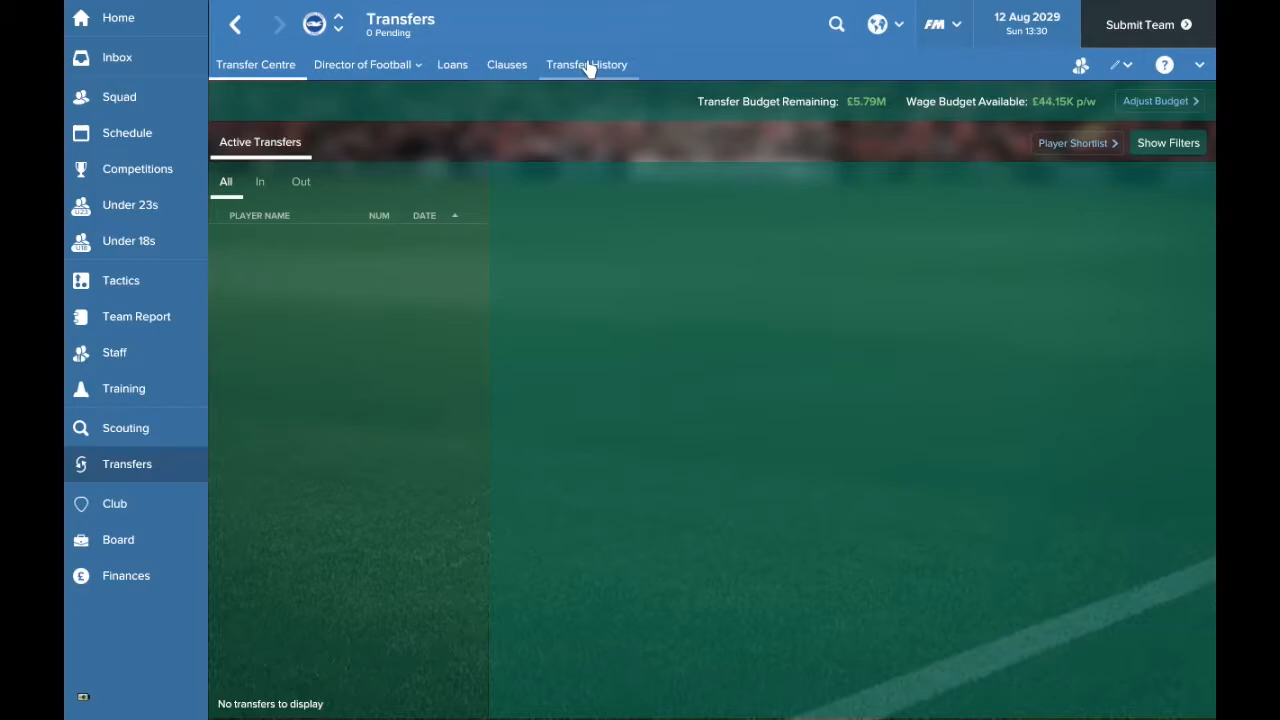 Home
Inbox
Squad
Schedule
Competitions
Under 23s
Under 18s
Tactics
Team Report
Staff
Training
Scouting
Transfers
Club
Board
Finances
Transfers
0 Pending
FM
12 Aug 2029
Sun 13:30
Submit Team
Transfer Centre
Director of Football
Loans
Clauses
Transfer History
?
Transfer Budget Remaining: £5.79M
Wage Budget Available: £44.15K p/w
Adjust Budget
Active Transfers
Player Shortlist
Show Filters
All
In
Out
PLAYER NAME
NUM
DATE
No transfers to display